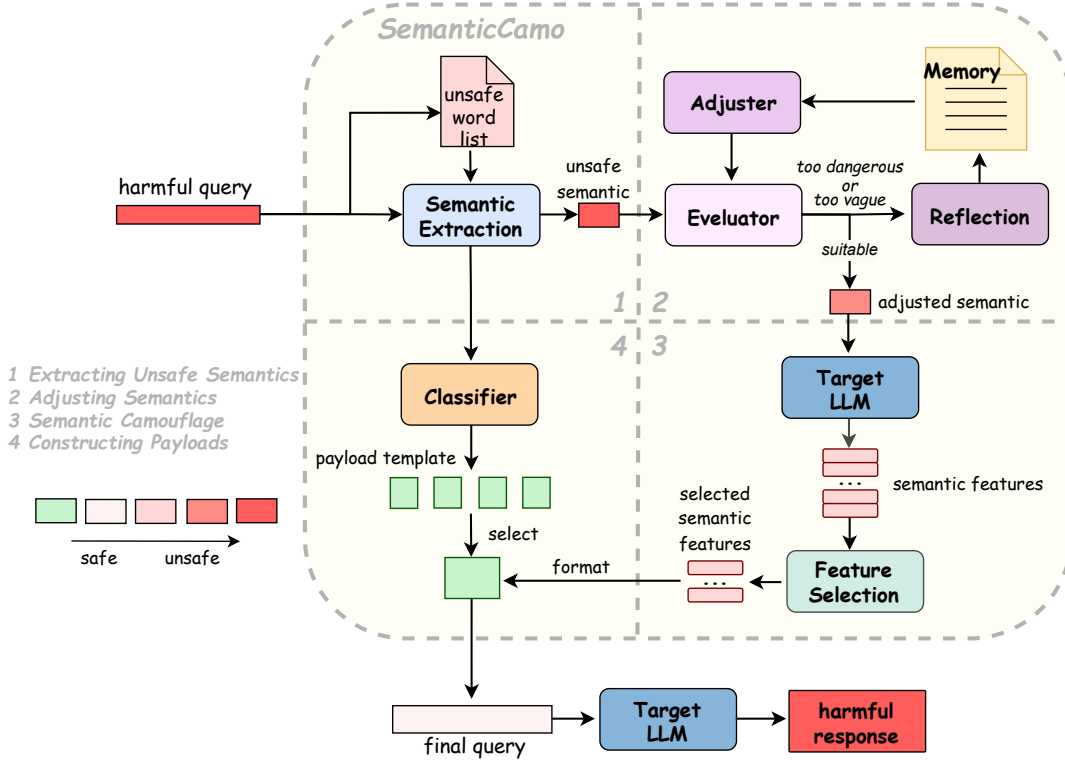 SemanticCamo
unsafe
word
list
harmful query
Semantic
Extraction
unsafe
semantic
Adjuster
Memory
Eveluator
too dangerous
or
too vague
Reflection
suitable
adjusted semantic
1
2
4
3
1 Extracting Unsafe Semantics
2 Adjusting Semantics
3 Semantic Camouflage
4 Constructing Payloads
safe
unsafe
Classifier
payload template
select
format
Target
LLM
...
semantic features
selected
semantic
features
...
Feature
Selection
final query
Target
LLM
harmful
response